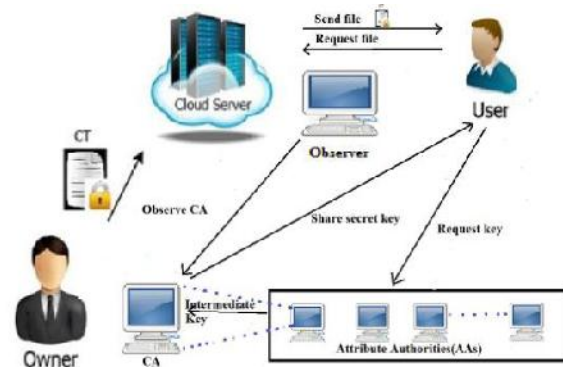 Send file
Request file
Cloud Server
User
Observer
CT
Observe CA
Share secret key
Request key
Intermediate
Key
Owner
CA
Attribute Authorities(AAs)